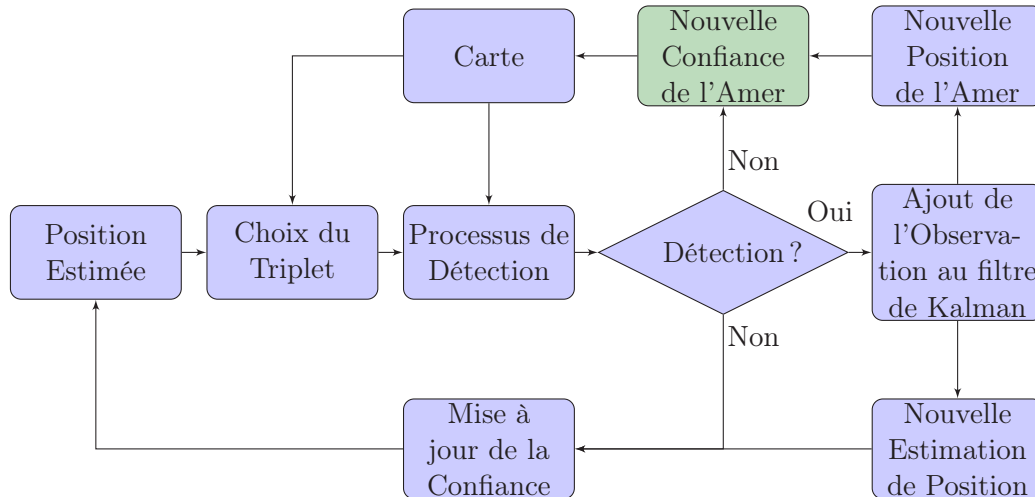 Carte
Nouvelle
Confiance
de l'Amer
Nouvelle
Position
de l'Amer
Non
Position
Estimée
Choix du
Triplet
Processus de
Détection
Détection ?
Oui
Ajout de
l'Observa-
tion au filtre
de Kalman
Non
Mise à
jour de la
Confiance
Nouvelle
Estimation
de Position